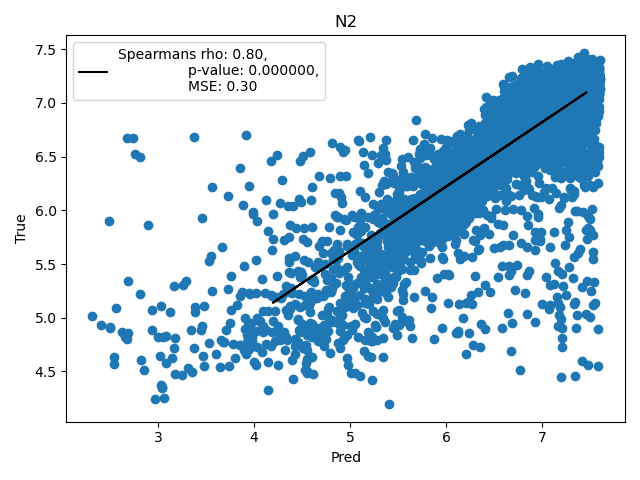 N2
Spearmans rho: 0.80,
p-value: 0.000000,
MSE: 0.30
7.5
7.0
6.5
6.0
5.5
5.0
4.5
True
3 4 5 6 7
Pred